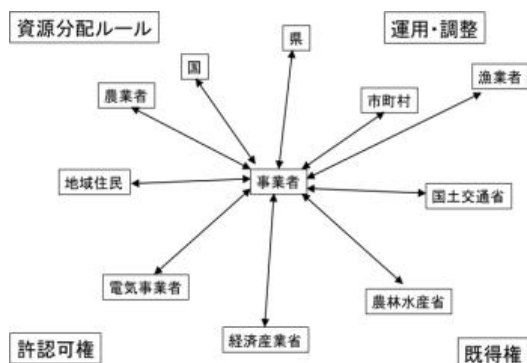 資源分配ルール
県
運用・調整
国
漁業者
農業者
市町村
地域住民
事業者
国土交通省
電気事業者
農林水産省
経済産業省
許認可権
既得権